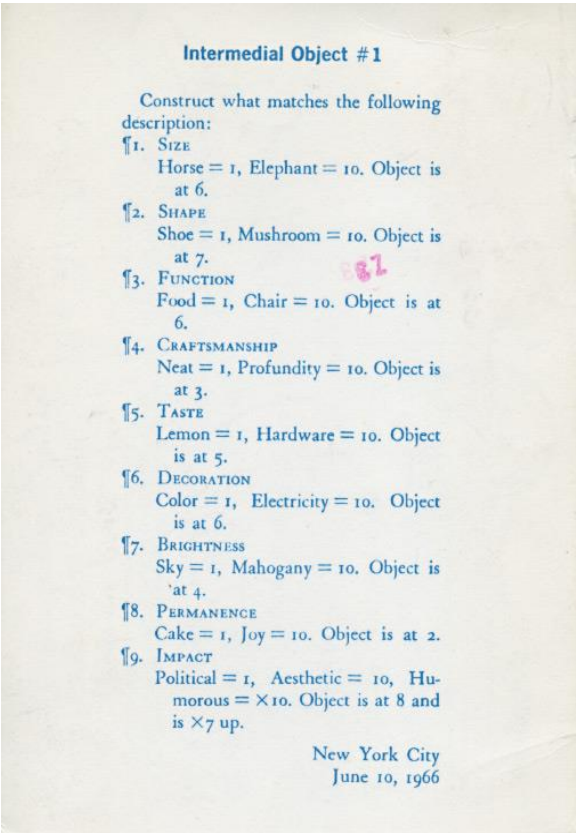 Intermedial Object #1
Construct what matches the following
description:
¶1. SIZE
Horse = 1, Elephant = 10. Object is
at 6.
¶2. SHAPE
Shoe = 1, Mushroom = 10. Object is
at 7.
¶3. FUNCTION
Food = 1, Chair = 10. Object is at
6.
¶4. CRAFTSMANSHIP
Neat = 1, Profundity = 10. Object is
at 3.
¶5. TASTE
Lemon = 1, Hardware = 10. Object
is at 5.
¶6. DECORATION
Color = 1, Electricity = 10. Object
is at 6.
¶7. BRIGHTNESS
Sky = 1, Mahogany = 10. Object is
at 4.
¶8. PERMANENCE
Cake = 1, Joy = 10. Object is at 2.
¶9. IMPACT
Political = 1, Aesthetic = 10, Hu-
morous = ×10. Object is at 8 and
is ×7 up.
New York City
June 10, 1966